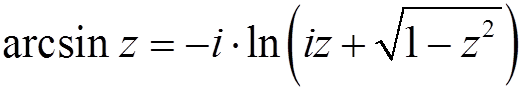 arcsin z = −i · ln(iz + √(1 − z²))